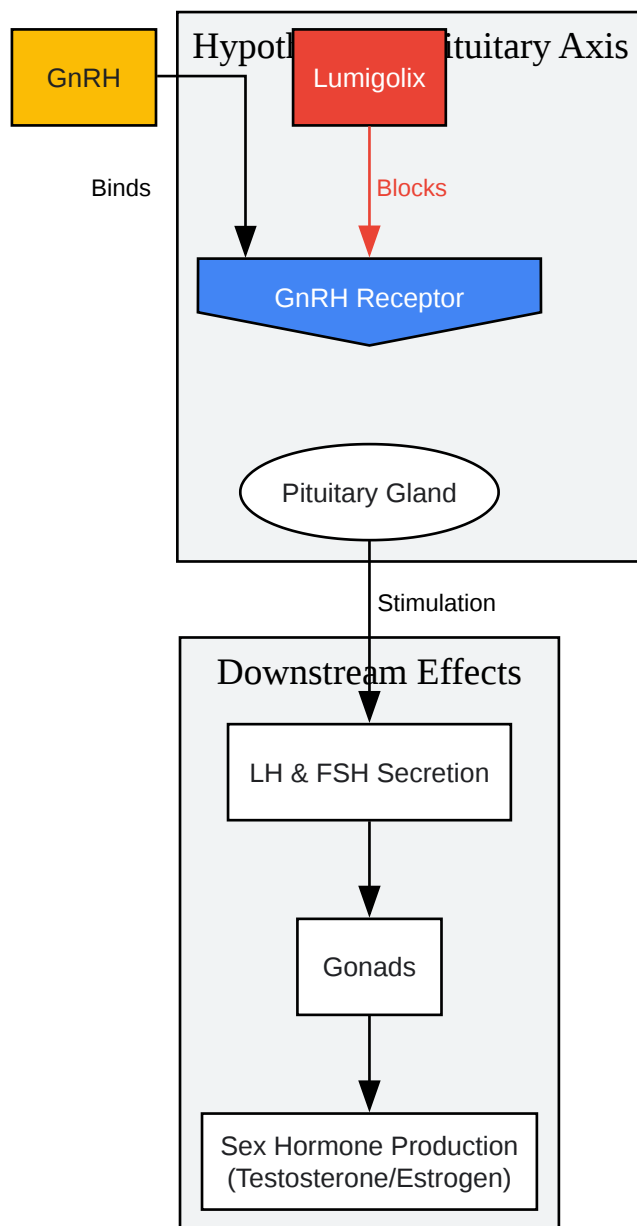 Hypoth
ituitary Axis
GnRH
Lumigolix
Binds
Blocks
GnRH Receptor
Pituitary Gland
Stimulation
Downstream Effects
LH & FSH Secretion
Gonads
Sex Hormone Production
(Testosterone/Estrogen)